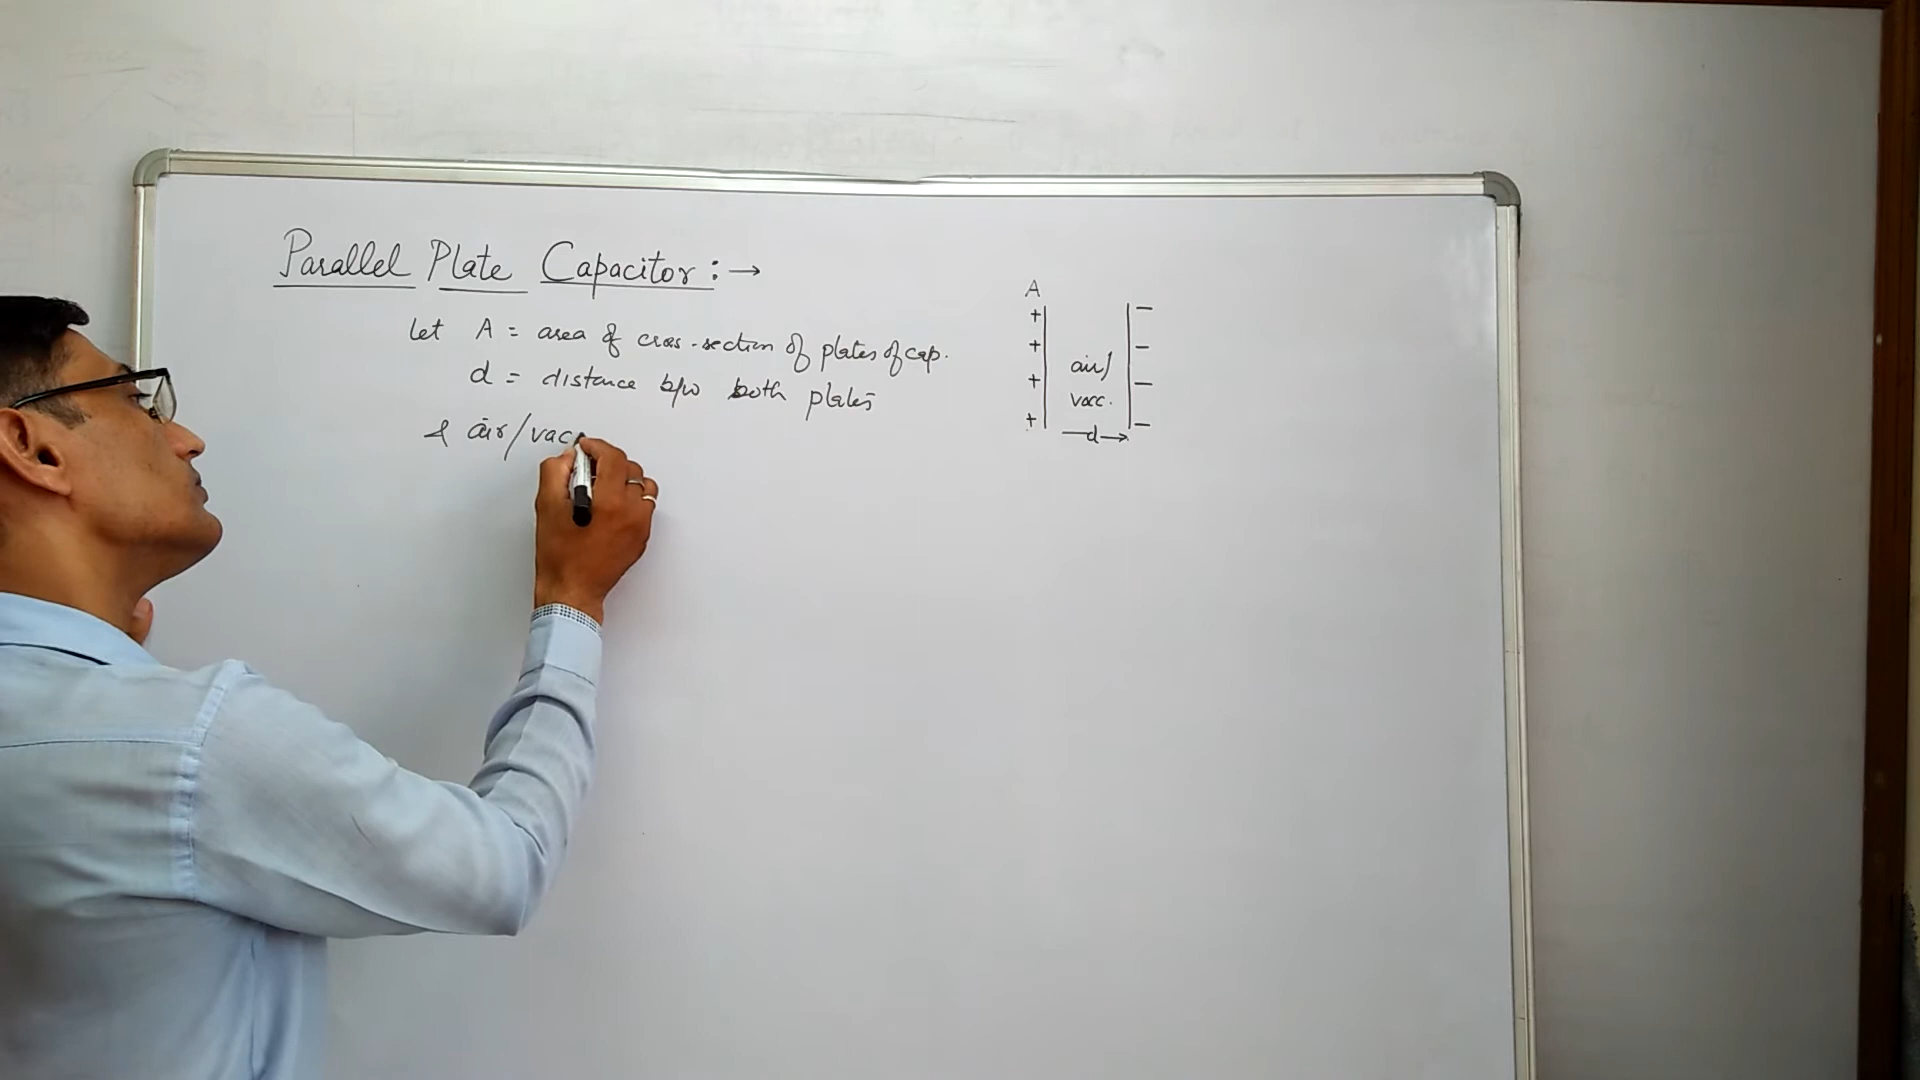 Parallel Plate Capacitor :→
let A = area of cross-section of plates of cap.
d = distance b/w both plates
& air/vac
A
+ −
+ −
air/
+ −
vacc.
+ −
—d→